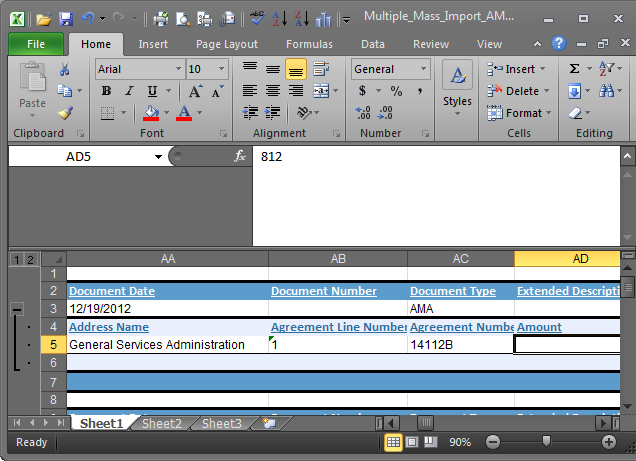 Multiple_Mass_Import_AM...
File Home Insert Page Layout Formulas Data Review View
Arial 10 General Insert Σ
Paste B I U $ % , Styles Delete
A A A Format
Clipboard Font Alignment Number Cells Editing
AD5 fx 812
1 2 AA AB AC AD
1
2 Document Date Document Number Document Type Extended Descripti
3 12/19/2012 AMA
4 Address Name Agreement Line Number Agreement Numbe Amount
5 General Services Administration 1 14112B
6
7
8
Sheet1 Sheet2 Sheet3
Ready 90%